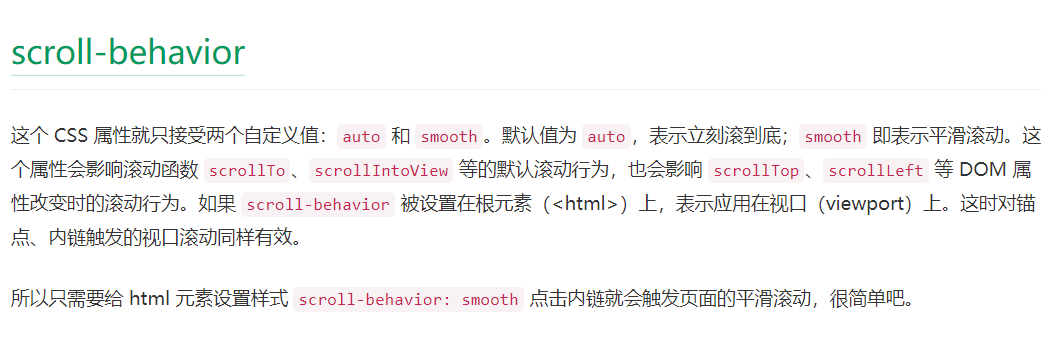 scroll-behavior
这个 CSS 属性就只接受两个自定义值：auto 和 smooth。默认值为 auto，表示立刻滚到底；smooth 即表示平滑滚动。这
个属性会影响滚动函数 scrollTo、scrollIntoView 等的默认滚动行为，也会影响 scrollTop、scrollLeft 等 DOM 属
性改变时的滚动行为。如果 scroll-behavior 被设置在根元素（<html>）上，表示应用在视口（viewport）上。这时对锚
点、内链触发的视口滚动同样有效。
所以只需要给 html 元素设置样式 scroll-behavior: smooth 点击内链就会触发页面的平滑滚动，很简单吧。